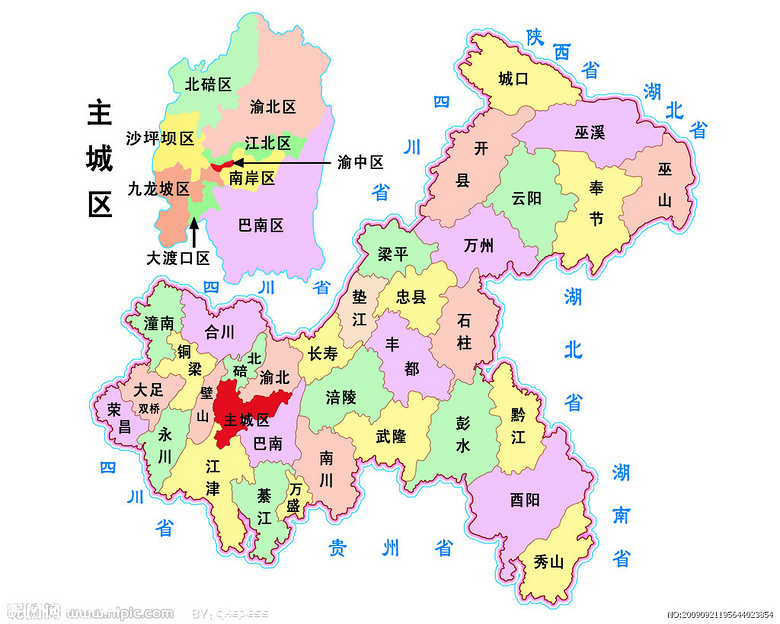 主城区
北碚区
渝北区
沙坪坝区
江北区
渝中区
九龙坡区
南岸区
巴南区
大渡口区
四川省
陕西省
湖北省
四川省
城口
开县
巫溪
巫山
云阳
奉节
梁平
万州
垫江
忠县
石柱
湖北省
潼南
合川
铜梁
北碚
渝北
长寿
丰都
大足
双桥
璧山
主城区
涪陵
荣昌
永川
巴南
武隆
彭水
黔江
四川省
江津
綦江
万盛
南川
酉阳
秀山
湖南省
贵州省
昵图网 www.nipic.com
NO:20090921195644023854